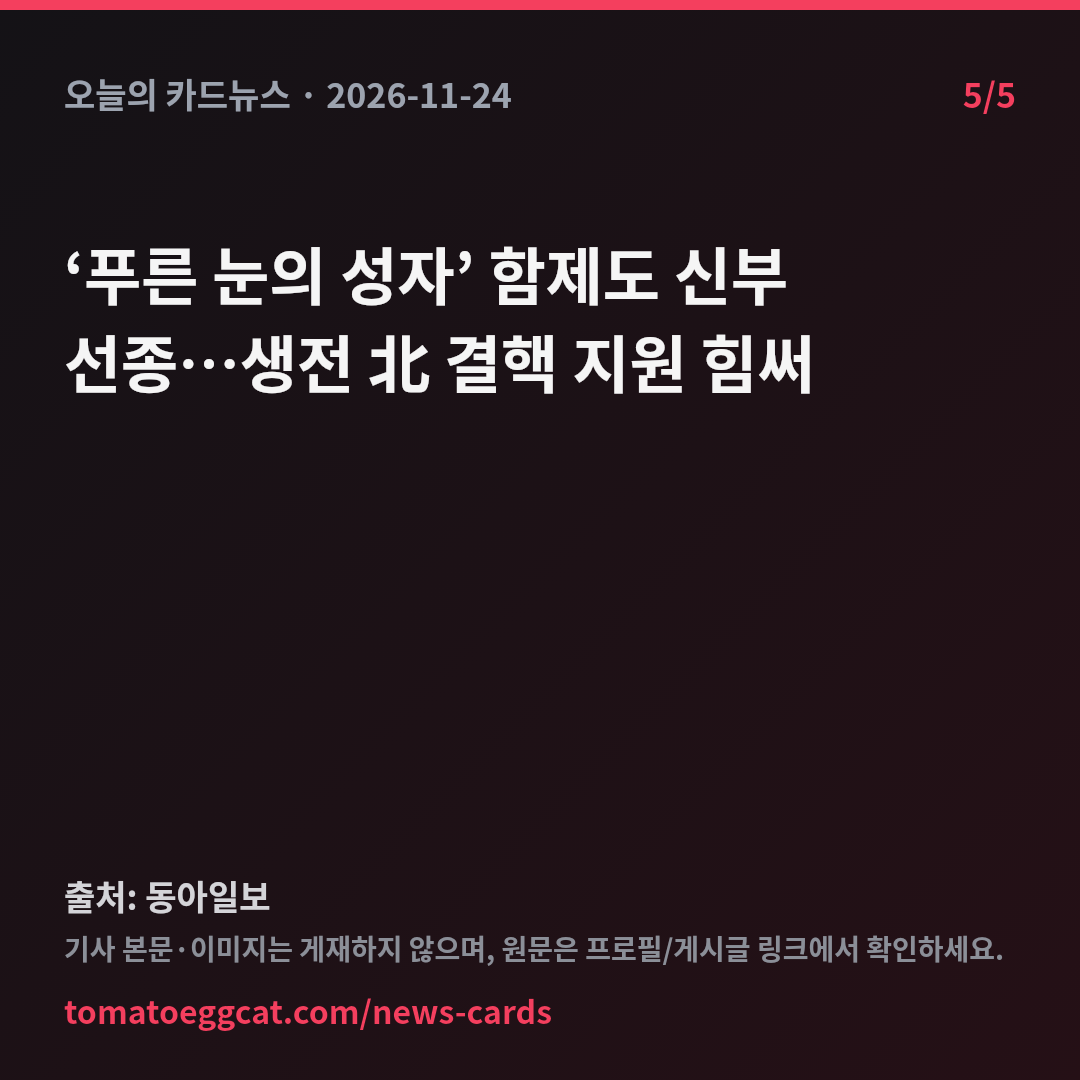 오늘의 카드뉴스 · 2026-11-24
5/5
‘푸른 눈의 성자’ 함제도 신부
선종…생전 北 결핵 지원 힘써
출처: 동아일보
기사 본문·이미지는 게재하지 않으며, 원문은 프로필/게시글 링크에서 확인하세요.
tomatoeggcat.com/news-cards